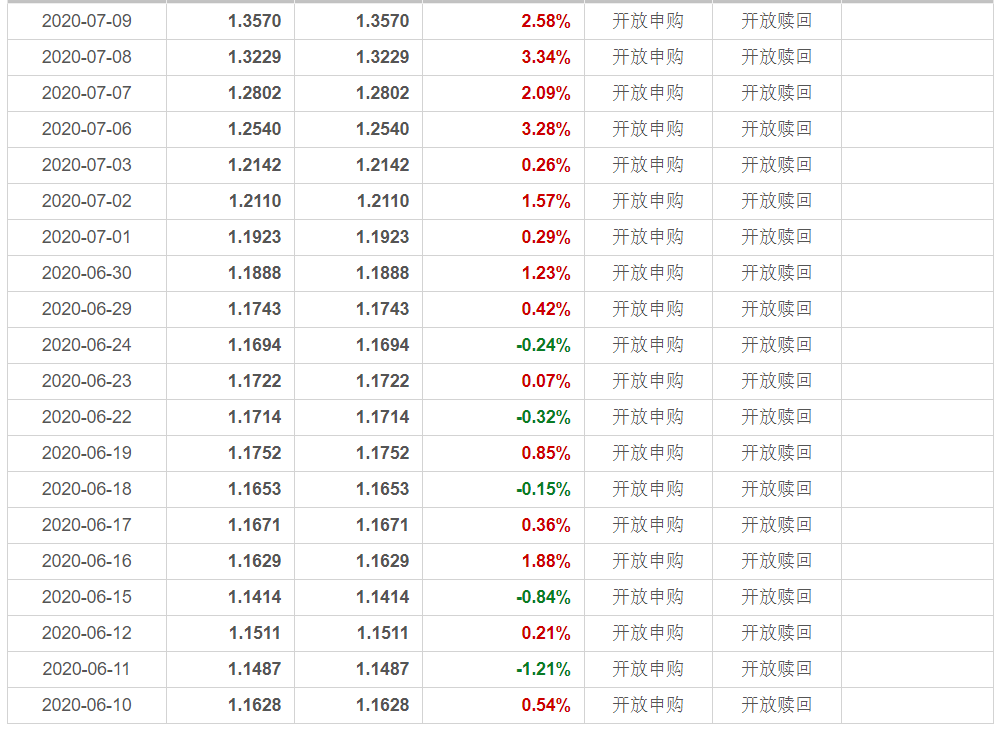 2020-07-09 1.3570 1.3570 2.58% 开放申购 开放赎回
2020-07-08 1.3229 1.3229 3.34% 开放申购 开放赎回
2020-07-07 1.2802 1.2802 2.09% 开放申购 开放赎回
2020-07-06 1.2540 1.2540 3.28% 开放申购 开放赎回
2020-07-03 1.2142 1.2142 0.26% 开放申购 开放赎回
2020-07-02 1.2110 1.2110 1.57% 开放申购 开放赎回
2020-07-01 1.1923 1.1923 0.29% 开放申购 开放赎回
2020-06-30 1.1888 1.1888 1.23% 开放申购 开放赎回
2020-06-29 1.1743 1.1743 0.42% 开放申购 开放赎回
2020-06-24 1.1694 1.1694 -0.24% 开放申购 开放赎回
2020-06-23 1.1722 1.1722 0.07% 开放申购 开放赎回
2020-06-22 1.1714 1.1714 -0.32% 开放申购 开放赎回
2020-06-19 1.1752 1.1752 0.85% 开放申购 开放赎回
2020-06-18 1.1653 1.1653 -0.15% 开放申购 开放赎回
2020-06-17 1.1671 1.1671 0.36% 开放申购 开放赎回
2020-06-16 1.1629 1.1629 1.88% 开放申购 开放赎回
2020-06-15 1.1414 1.1414 -0.84% 开放申购 开放赎回
2020-06-12 1.1511 1.1511 0.21% 开放申购 开放赎回
2020-06-11 1.1487 1.1487 -1.21% 开放申购 开放赎回
2020-06-10 1.1628 1.1628 0.54% 开放申购 开放赎回